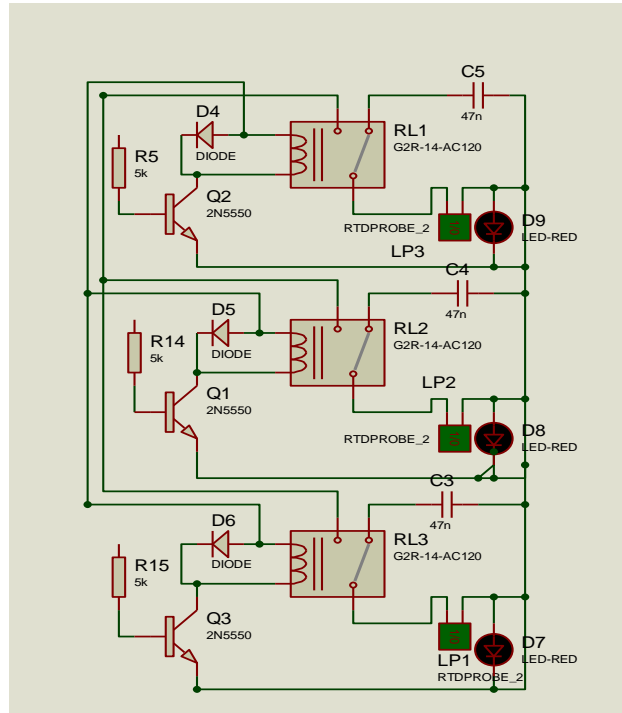 C5
47n
D4
DIODE
RL1
G2R-14-AC120
R5
5k
Q2
2N5550
D9
LED-RED
RTDPROBE_2
LP3
C4
47n
D5
DIODE
RL2
G2R-14-AC120
R14
5k
Q1
2N5550
LP2
D8
LED-RED
RTDPROBE_2
C3
47n
D6
DIODE
RL3
G2R-14-AC120
R15
5k
Q3
2N5550
D7
LED-RED
LP1
RTDPROBE_2